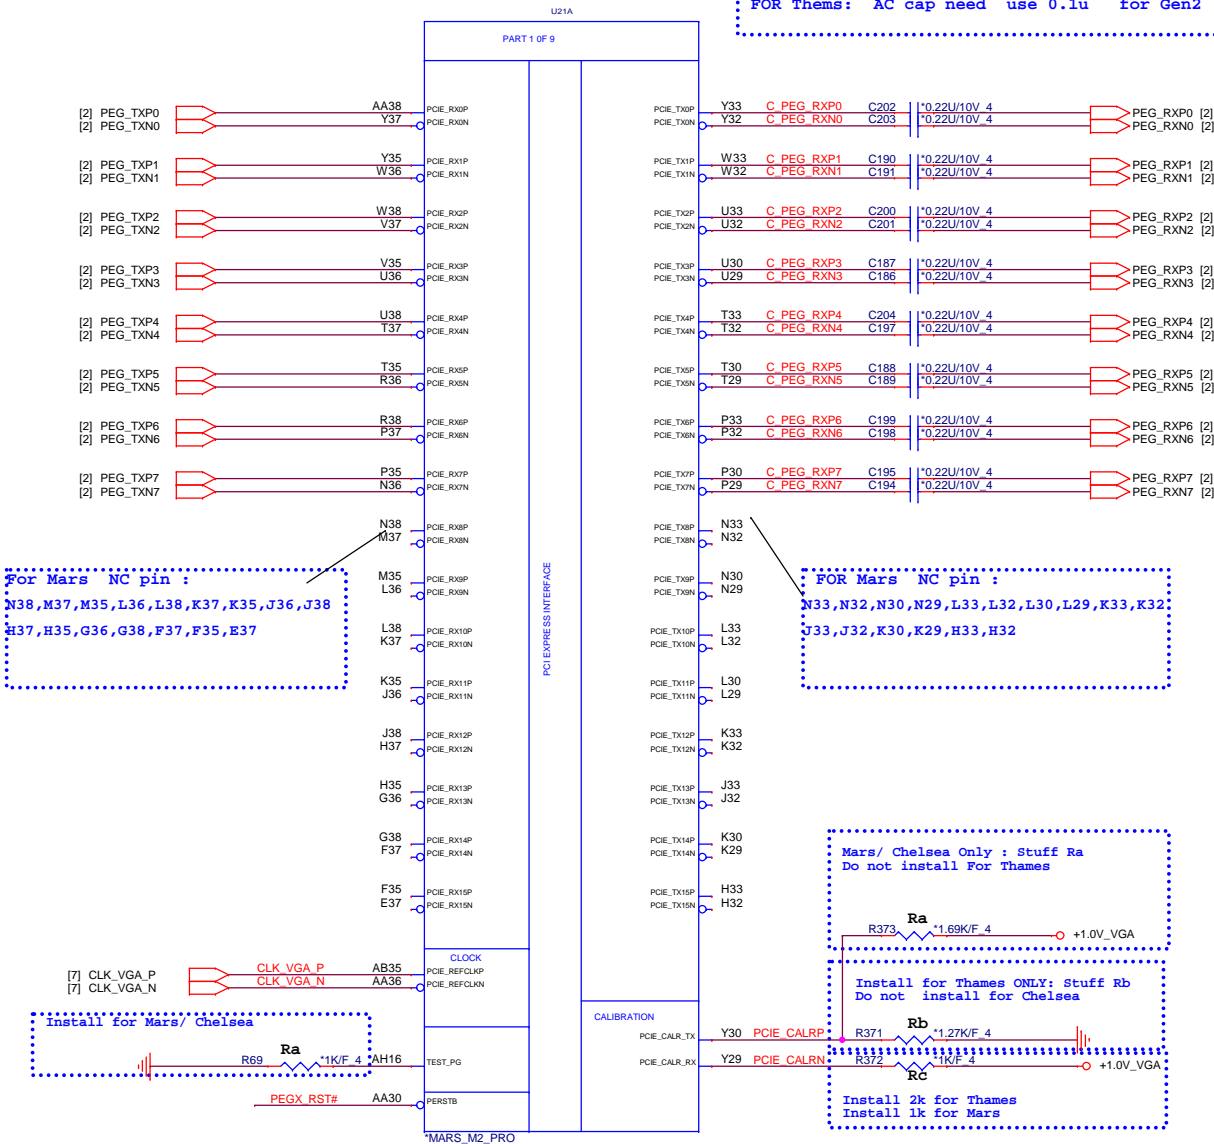 U21A
FOR Thems: AC cap need use 0.1u for Gen2
PART 1 0F 9
[2] PEG_TXP0 AA38 PCIE_RX0P PCIE_TX0P Y33 C_PEG_RXP0 C202 *0.22U/10V_4 PEG_RXP0 [2]
[2] PEG_TXN0 Y37 PCIE_RX0N PCIE_TX0N Y32 C_PEG_RXN0 C203 *0.22U/10V_4 PEG_RXN0 [2]
[2] PEG_TXP1 Y35 PCIE_RX1P PCIE_TX1P W33 C_PEG_RXP1 C190 *0.22U/10V_4 PEG_RXP1 [2]
[2] PEG_TXN1 W36 PCIE_RX1N PCIE_TX1N W32 C_PEG_RXN1 C191 *0.22U/10V_4 PEG_RXN1 [2]
[2] PEG_TXP2 W38 PCIE_RX2P PCIE_TX2P U33 C_PEG_RXP2 C200 *0.22U/10V_4 PEG_RXP2 [2]
[2] PEG_TXN2 V37 PCIE_RX2N PCIE_TX2N U32 C_PEG_RXN2 C201 *0.22U/10V_4 PEG_RXN2 [2]
[2] PEG_TXP3 V35 PCIE_RX3P PCIE_TX3P U30 C_PEG_RXP3 C187 *0.22U/10V_4 PEG_RXP3 [2]
[2] PEG_TXN3 U36 PCIE_RX3N PCIE_TX3N U29 C_PEG_RXN3 C186 *0.22U/10V_4 PEG_RXN3 [2]
[2] PEG_TXP4 U38 PCIE_RX4P PCIE_TX4P T33 C_PEG_RXP4 C204 *0.22U/10V_4 PEG_RXP4 [2]
[2] PEG_TXN4 T37 PCIE_RX4N PCIE_TX4N T32 C_PEG_RXN4 C197 *0.22U/10V_4 PEG_RXN4 [2]
[2] PEG_TXP5 T35 PCIE_RX5P PCIE_TX5P T30 C_PEG_RXP5 C188 *0.22U/10V_4 PEG_RXP5 [2]
[2] PEG_TXN5 R36 PCIE_RX5N PCIE_TX5N T29 C_PEG_RXN5 C189 *0.22U/10V_4 PEG_RXN5 [2]
[2] PEG_TXP6 R38 PCIE_RX6P PCIE_TX6P P33 C_PEG_RXP6 C199 *0.22U/10V_4 PEG_RXP6 [2]
[2] PEG_TXN6 P37 PCIE_RX6N PCIE_TX6N P32 C_PEG_RXN6 C198 *0.22U/10V_4 PEG_RXN6 [2]
[2] PEG_TXP7 P35 PCIE_RX7P PCIE_TX7P P30 C_PEG_RXP7 C195 *0.22U/10V_4 PEG_RXP7 [2]
[2] PEG_TXN7 N36 PCIE_RX7N PCIE_TX7N P29 C_PEG_RXN7 C194 *0.22U/10V_4 PEG_RXN7 [2]
N38 PCIE_RX8P PCIE_TX8P N33
M37 PCIE_RX8N PCIE_TX8N N32
M35 PCIE_RX9P PCIE_TX9P N30
L36 PCIE_RX9N PCIE_TX9N N29
L38 PCIE_RX10P PCIE_TX10P L33
K37 PCIE_RX10N PCIE_TX10N L32
K35 PCIE_RX11P PCIE_TX11P L30
J36 PCIE_RX11N PCIE_TX11N L29
J38 PCIE_RX12P PCIE_TX12P K33
H37 PCIE_RX12N PCIE_TX12N K32
H35 PCIE_RX13P PCIE_TX13P J33
G36 PCIE_RX13N PCIE_TX13N J32
G38 PCIE_RX14P PCIE_TX14P K30
F37 PCIE_RX14N PCIE_TX14N K29
F35 PCIE_RX15P PCIE_TX15P H33
E37 PCIE_RX15N PCIE_TX15N H32
For Mars NC pin :
N38,M37,M35,L36,L38,K37,K35,J36,J38
H37,H35,G36,G38,F37,F35,E37
PCI EXPRESS INTERFACE
FOR Mars NC pin :
N33,N32,N30,N29,L33,L32,L30,L29,K33,K32
J33,J32,K30,K29,H33,H32
Mars/ Chelsea Only : Stuff Ra
Do not install For Thames
Ra
R373 *1.69K/F_4 +1.0V_VGA
CLOCK
[7] CLK_VGA_P CLK_VGA_P AB35 PCIE_REFCLKP
[7] CLK_VGA_N CLK_VGA_N AA36 PCIE_REFCLKN
Install for Thames ONLY: Stuff Rb
Do not install for Chelsea
Install for Mars/ Chelsea
CALIBRATION
Rb
PCIE_CALR_TX Y30 PCIE_CALRP R371 *1.27K/F_4
Ra
R69 *1K/F_4 AH16 TEST_PG
PCIE_CALR_RX Y29 PCIE_CALRN R372 *1K/F_4 +1.0V_VGA
Rc
Install 2k for Thames
Install 1k for Mars
PEGX_RST# AA30 PERSTB
*MARS_M2_PRO